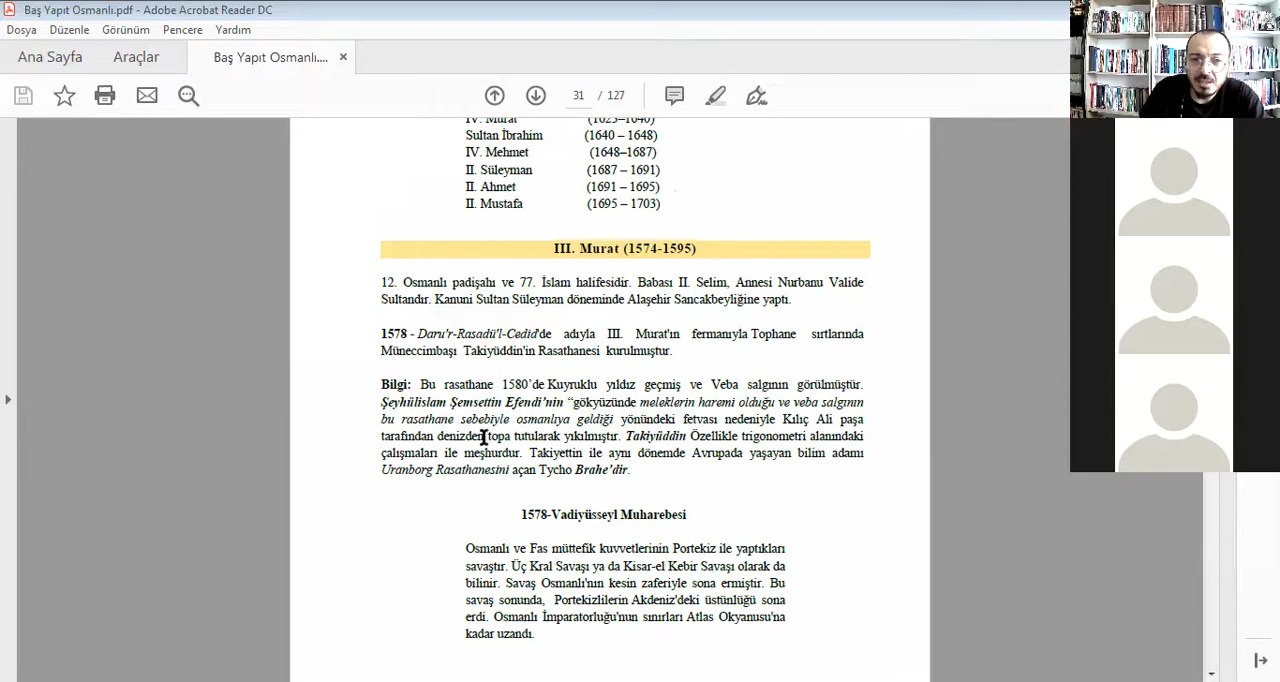 Baş Yapıt Osmanlı.pdf - Adobe Acrobat Reader DC
Dosya Düzenle Görünüm Pencere Yardım
Ana Sayfa Araçlar Baş Yapıt Osmanlı.... ×
31 / 127
IV. Murat (1623–1640)
Sultan İbrahim (1640 – 1648)
IV. Mehmet (1648–1687)
II. Süleyman (1687 – 1691)
II. Ahmet (1691 – 1695)
II. Mustafa (1695 – 1703)
III. Murat (1574-1595)
12. Osmanlı padişahı ve 77. İslam halifesidir. Babası II. Selim, Annesi Nurbanu Valide
Sultandır. Kanuni Sultan Süleyman döneminde Alaşehir Sancakbeyliğine yaptı.
1578 - Daru'r-Rasadü'l-Cedid'de adıyla III. Murat'ın fermanıyla Tophane sırtlarında
Müneccimbaşı Takiyüddin'in Rasathanesi kurulmuştur.
Bilgi: Bu rasathane 1580’de Kuyruklu yıldız geçmiş ve Veba salgının görülmüştür.
Şeyhülislam Şemsettin Efendi’nin “gökyüzünde meleklerin haremi olduğu ve veba salgının
bu rasathane sebebiyle osmanlıya geldiği yönündeki fetvası nedeniyle Kılıç Ali paşa
tarafından denizden topa tutularak yıkılmıştır. Takiyüddin Özellikle trigonometri alanındaki
çalışmaları ile meşhurdur. Takiyettin ile aynı dönemde Avrupada yaşayan bilim adamı
Uranborg Rasathanesini açan Tycho Brahe’dir.
1578-Vadiyüsseyl Muharebesi
Osmanlı ve Fas müttefik kuvvetlerinin Portekiz ile yaptıkları
savaştır. Üç Kral Savaşı ya da Kisar-el Kebir Savaşı olarak da
bilinir. Savaş Osmanlı'nın kesin zaferiyle sona ermiştir. Bu
savaş sonunda, Portekizlilerin Akdeniz'deki üstünlüğü sona
erdi. Osmanlı İmparatorluğu'nun sınırları Atlas Okyanusu'na
kadar uzandı.